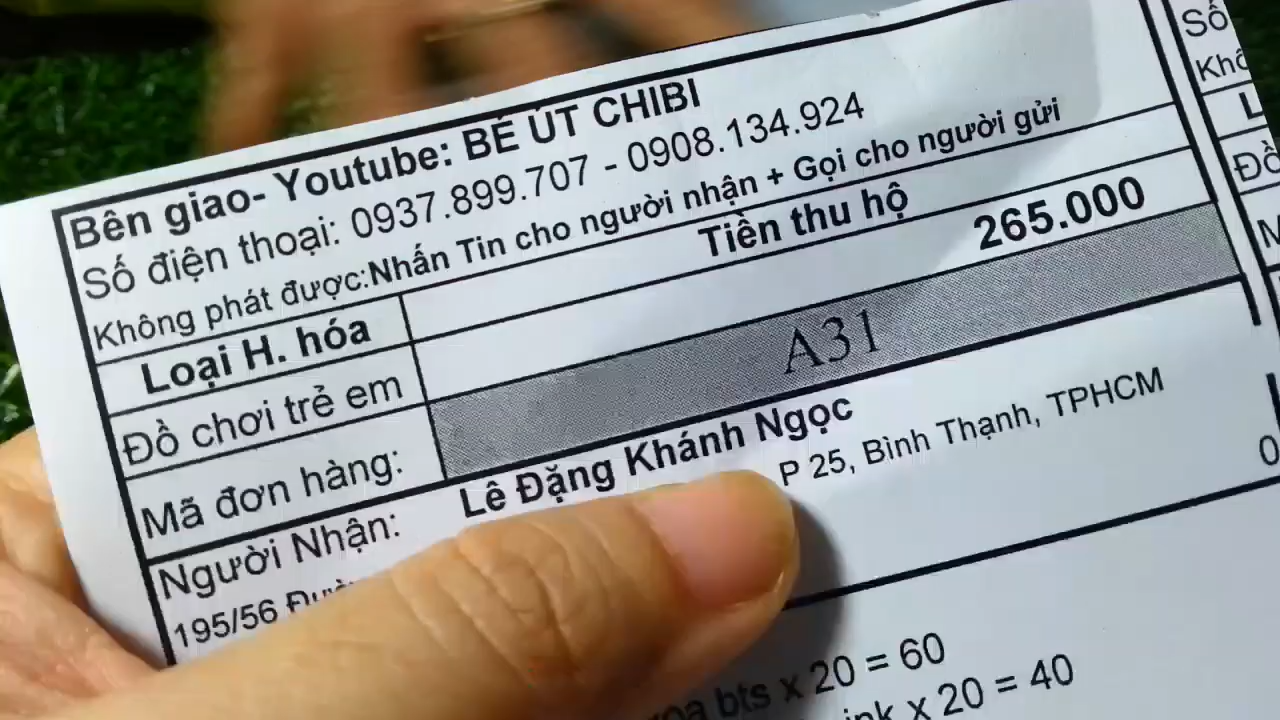 Bên giao- Youtube: BÉ ÚT CHIBI
Số điện thoại: 0937.899.707 - 0908.134.924
Không phát được:Nhấn Tin cho người nhận + Gọi cho người gửi
Loại H. hóa
Tiền thu hộ
Đồ chơi trẻ em
265.000
Mã đơn hàng:
A31
Người Nhận:
Lê Đặng Khánh Ngọc
195/56
P 25, Bình Thạnh, TPHCM
bts x 20 = 60
x 20 = 40
Số